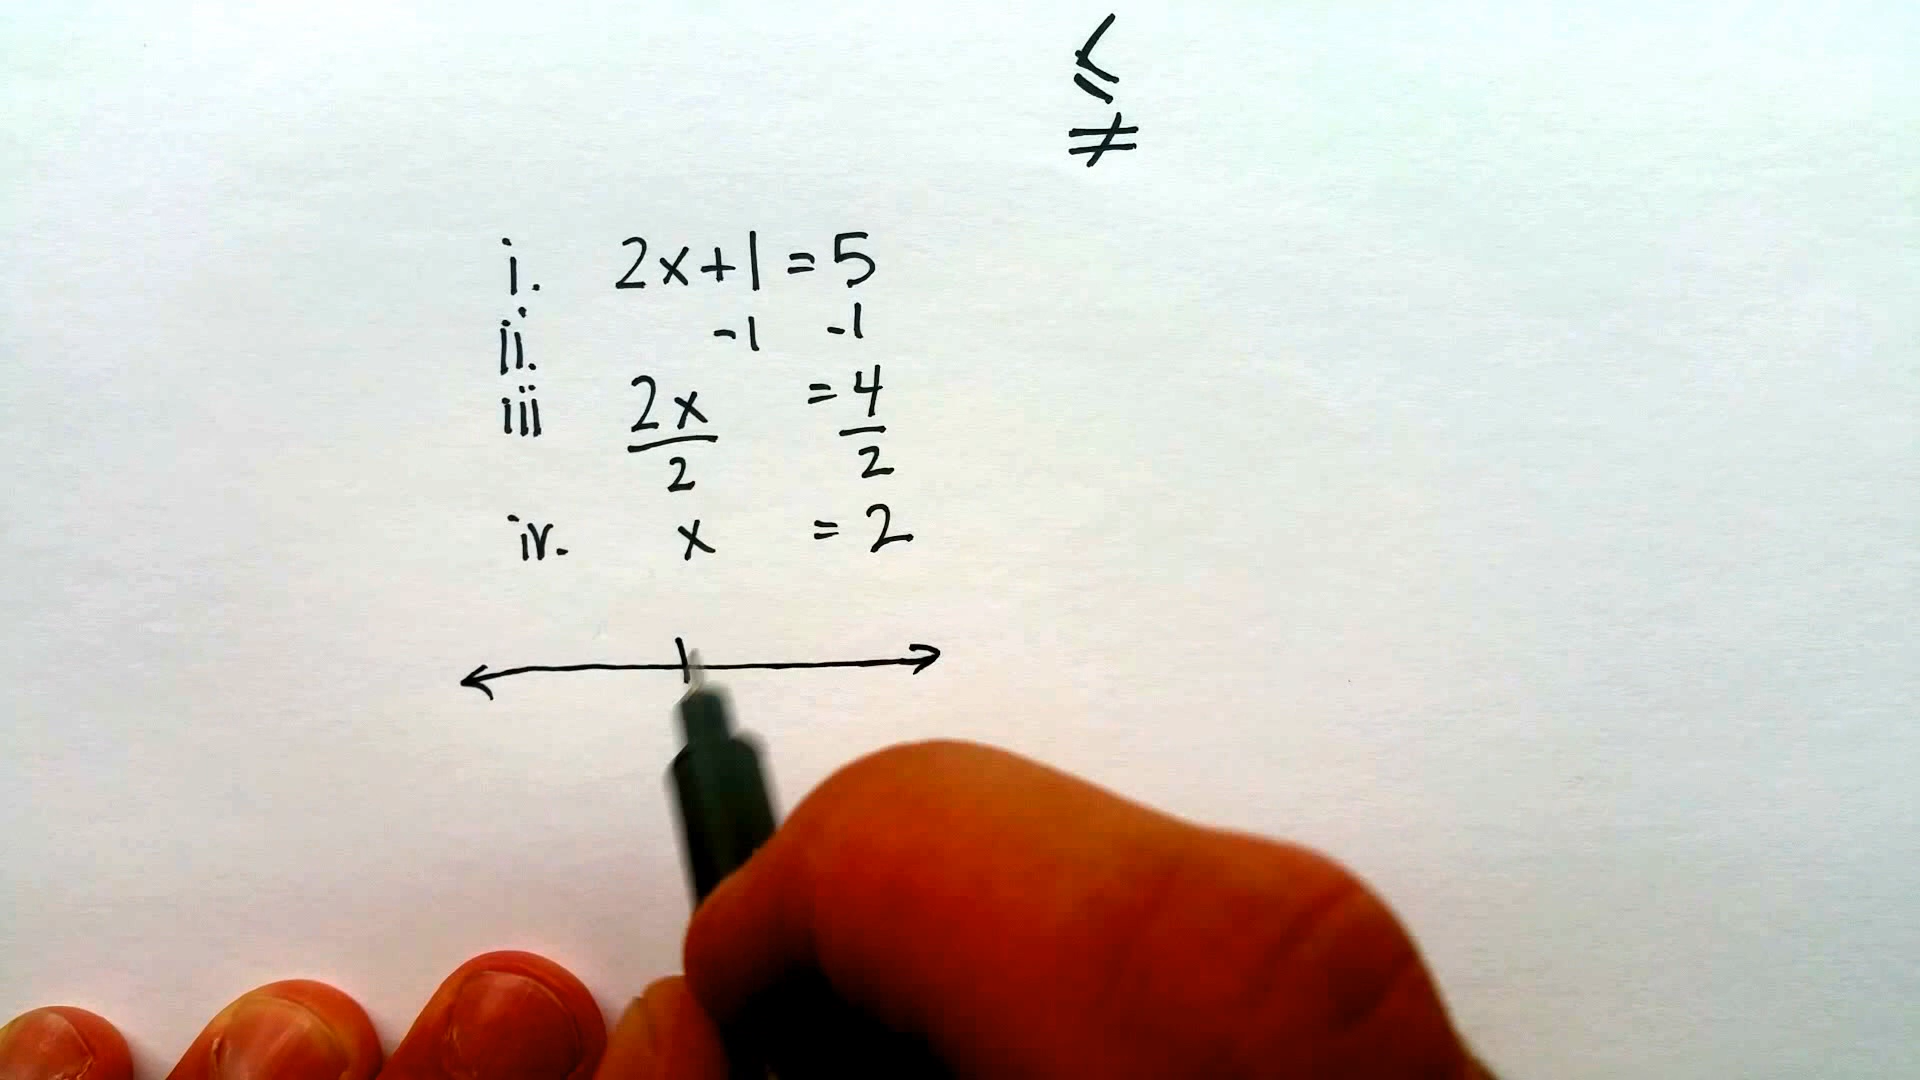 ≤
≠
i. 2x+1=5
ii. -1 -1
iii 2x = 4
2 2
iv. x = 2